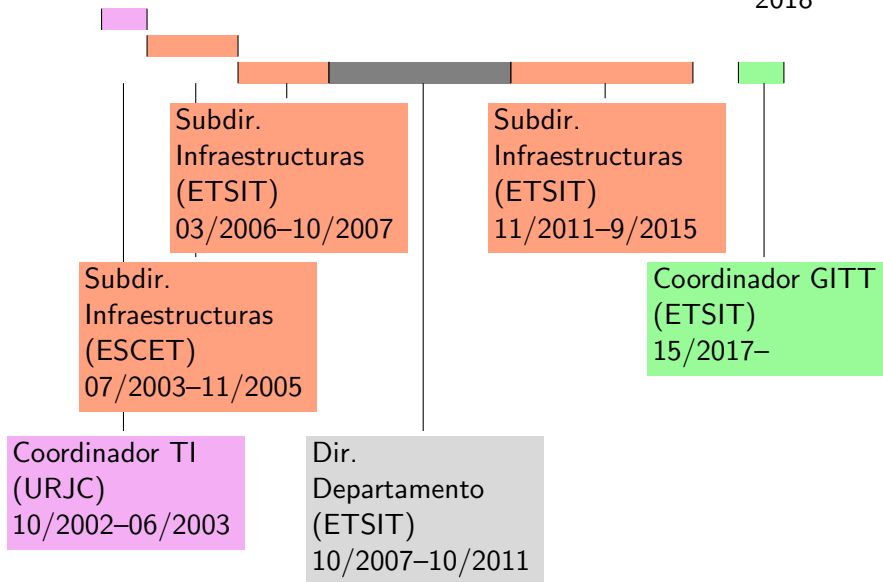 2018
Subdir.
Infraestructuras
(ETSIT)
03/2006–10/2007
Subdir.
Infraestructuras
(ETSIT)
11/2011–9/2015
Subdir.
Infraestructuras
(ESCET)
07/2003–11/2005
Coordinador GITT
(ETSIT)
15/2017–
Coordinador TI
(URJC)
10/2002–06/2003
Dir.
Departamento
(ETSIT)
10/2007–10/2011